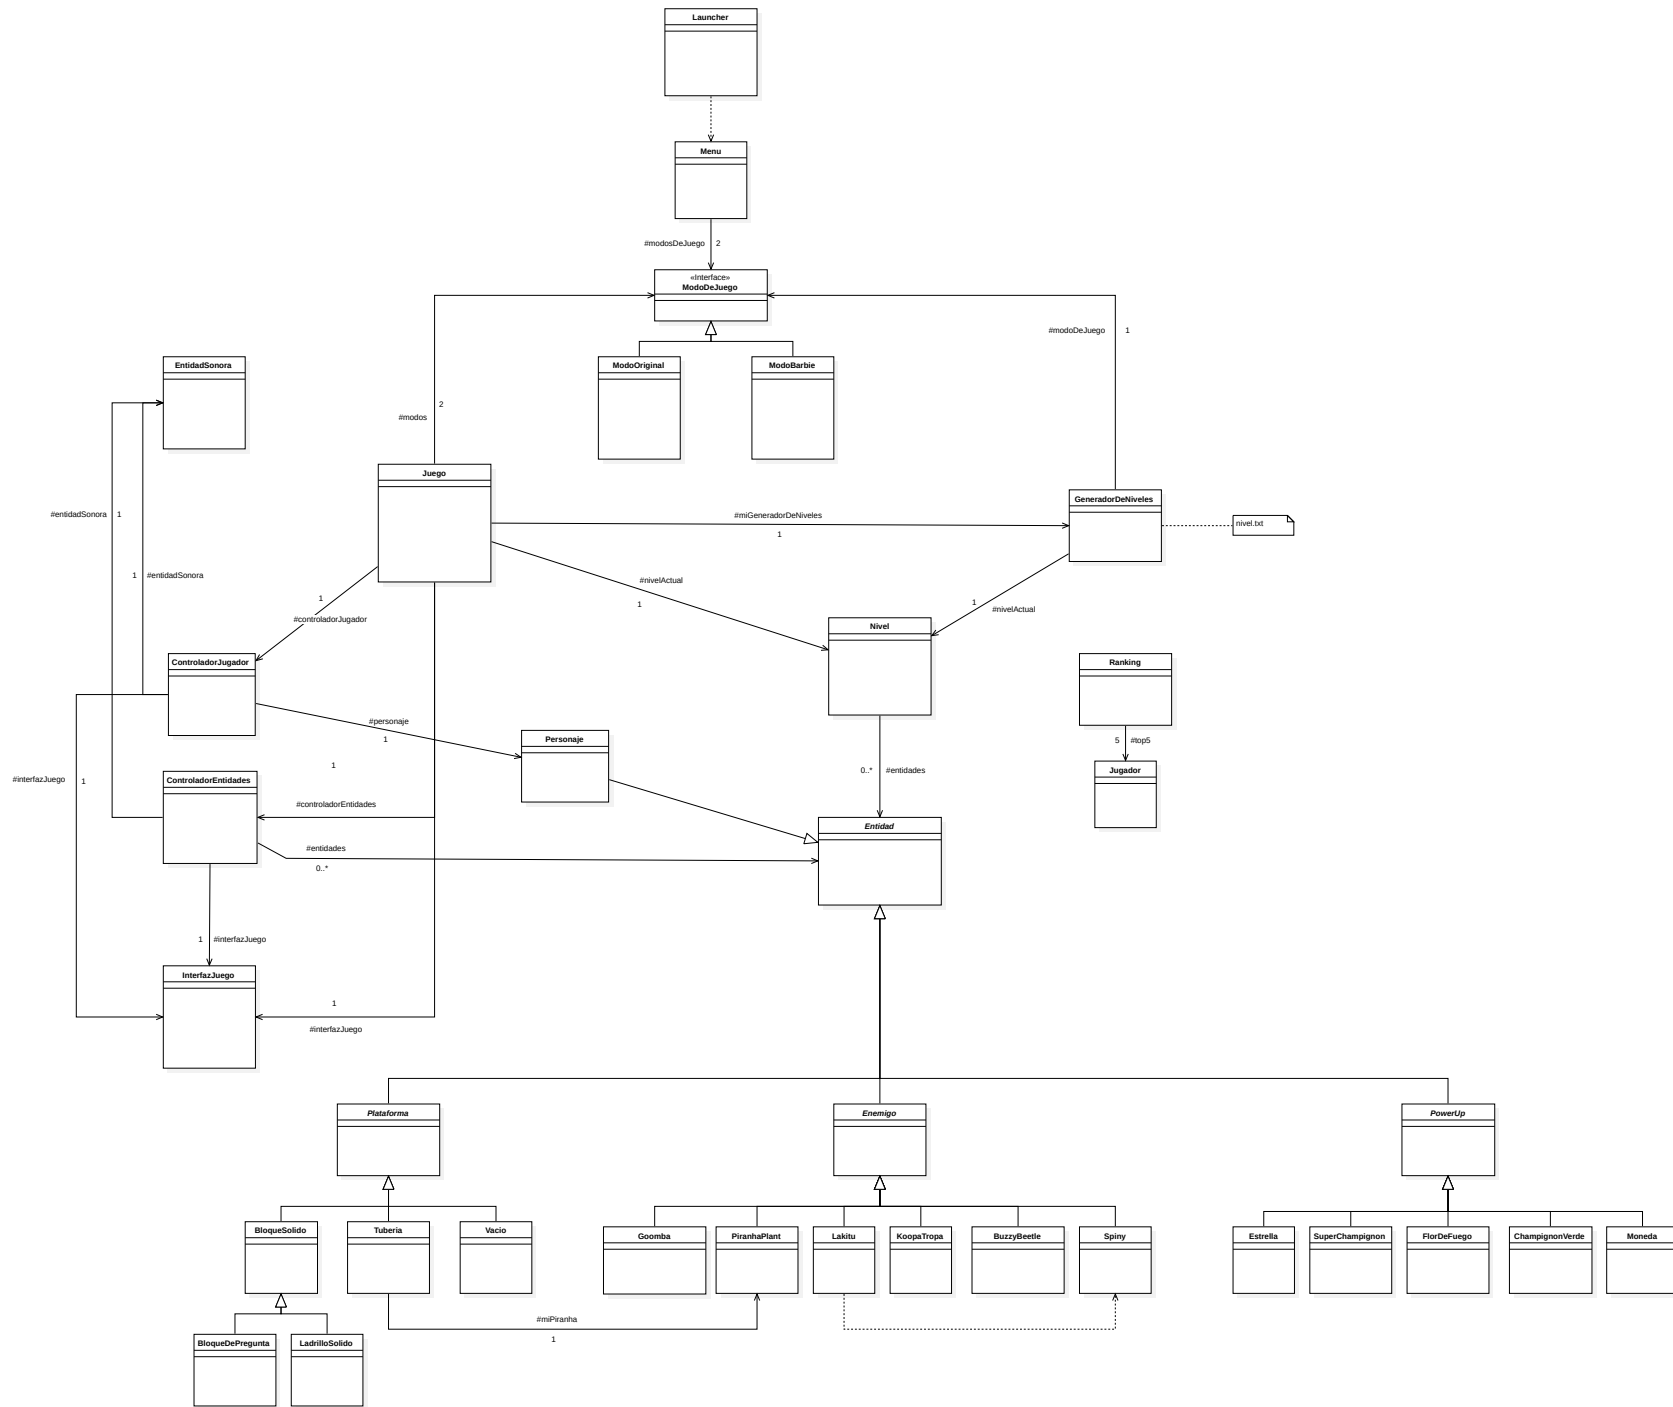 Launcher
Menu
#modosDeJuego 2
«Interface»
ModoDeJuego
#modoDeJuego 1
EntidadSonora
ModoOriginal
ModoBarbie
2
#modos
Juego
GeneradorDeNiveles
#entidadSonora 1
#miGeneradorDeNiveles
nivel.txt
1
1 #entidadSonora
#nivelActual
1
1
1
#nivelActual
#controladorJugador
Nivel
ControladorJugador
Ranking
#personaje
1
Personaje
5 #top5
1
#interfazJuego 1
ControladorEntidades
0..* #entidades
Jugador
#controladorEntidades
Entidad
#entidades
0..*
1 #interfazJuego
InterfazJuego
1
#interfazJuego
Plataforma
Enemigo
PowerUp
BloqueSolido
Tuberia
Vacio
Goomba
PiranhaPlant
Lakitu
KoopaTropa
BuzzyBeetle
Spiny
Estrella
SuperChampignon
FlorDeFuego
ChampignonVerde
Moneda
#miPiranha
1
BloqueDePregunta
LadrilloSolido